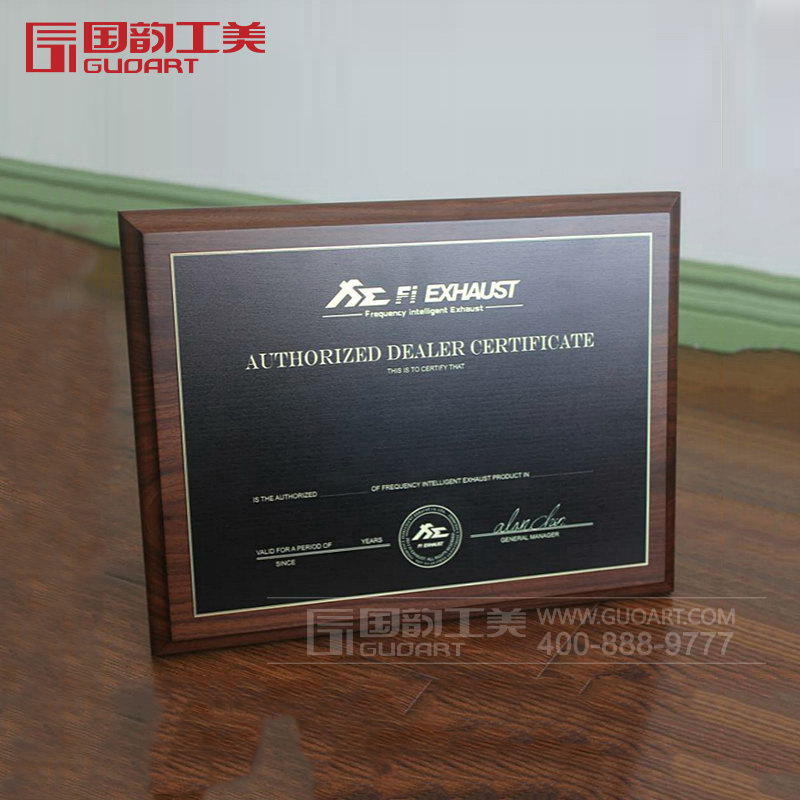 国韵工美
GUOART
Fi EXHAUST
Frequency intelligent Exhaust
AUTHORIZED DEALER CERTIFICATE
THIS IS TO CERTIFY THAT
IS THE AUTHORIZED OF FREQUENCY INTELLIGENT EXHAUST PRODUCT IN
VALID FOR A PERIOD OF YEARS
SINCE
FI EXHAUST
GENERAL MANAGER
国韵工美
GUOART
WWW.GUOART.COM
400-888-9777